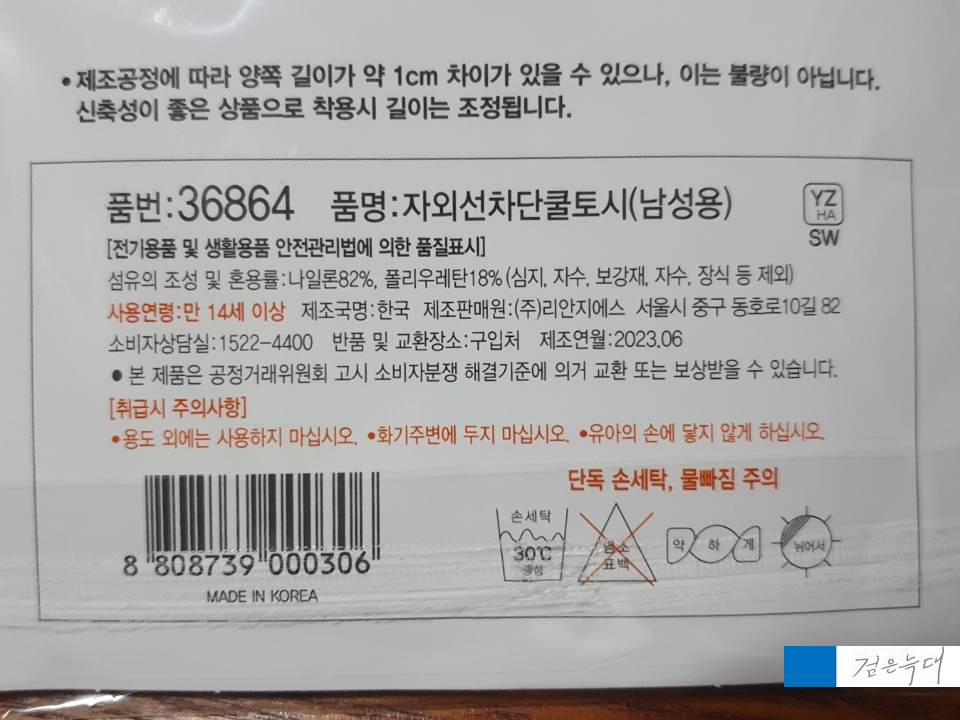 •제조공정에 따라 양쪽 길이가 약 1cm 차이가 있을 수 있으나, 이는 불량이 아닙니다.
신축성이 좋은 상품으로 착용시 길이는 조정됩니다.
품번:36864 품명:자외선차단쿨토시(남성용)
YZ
HA
SW
[전기용품 및 생활용품 안전관리법에 의한 품질표시]
섬유의 조성 및 혼용률:나일론82%, 폴리우레탄18%(심지, 자수, 보강재, 자수, 장식 등 제외)
사용연령:만 14세 이상 제조국명:한국 제조판매원:(주)리안지에스 서울시 중구 동호로10길 82
소비자상담실:1522-4400 반품 및 교환장소:구입처 제조연월:2023.06
● 본 제품은 공정거래위원회 고시 소비자분쟁 해결기준에 의거 교환 또는 보상받을 수 있습니다.
[취급시 주의사항]
•용도 외에는 사용하지 마십시오. •화기주변에 두지 마십시오. •유아의 손에 닿지 않게 하십시오.
단독 손세탁, 물빠짐 주의
손세탁
30℃
중성
염소
표백
약 하 게
뉘어서
8 808739 000306
MADE IN KOREA
검은늑대